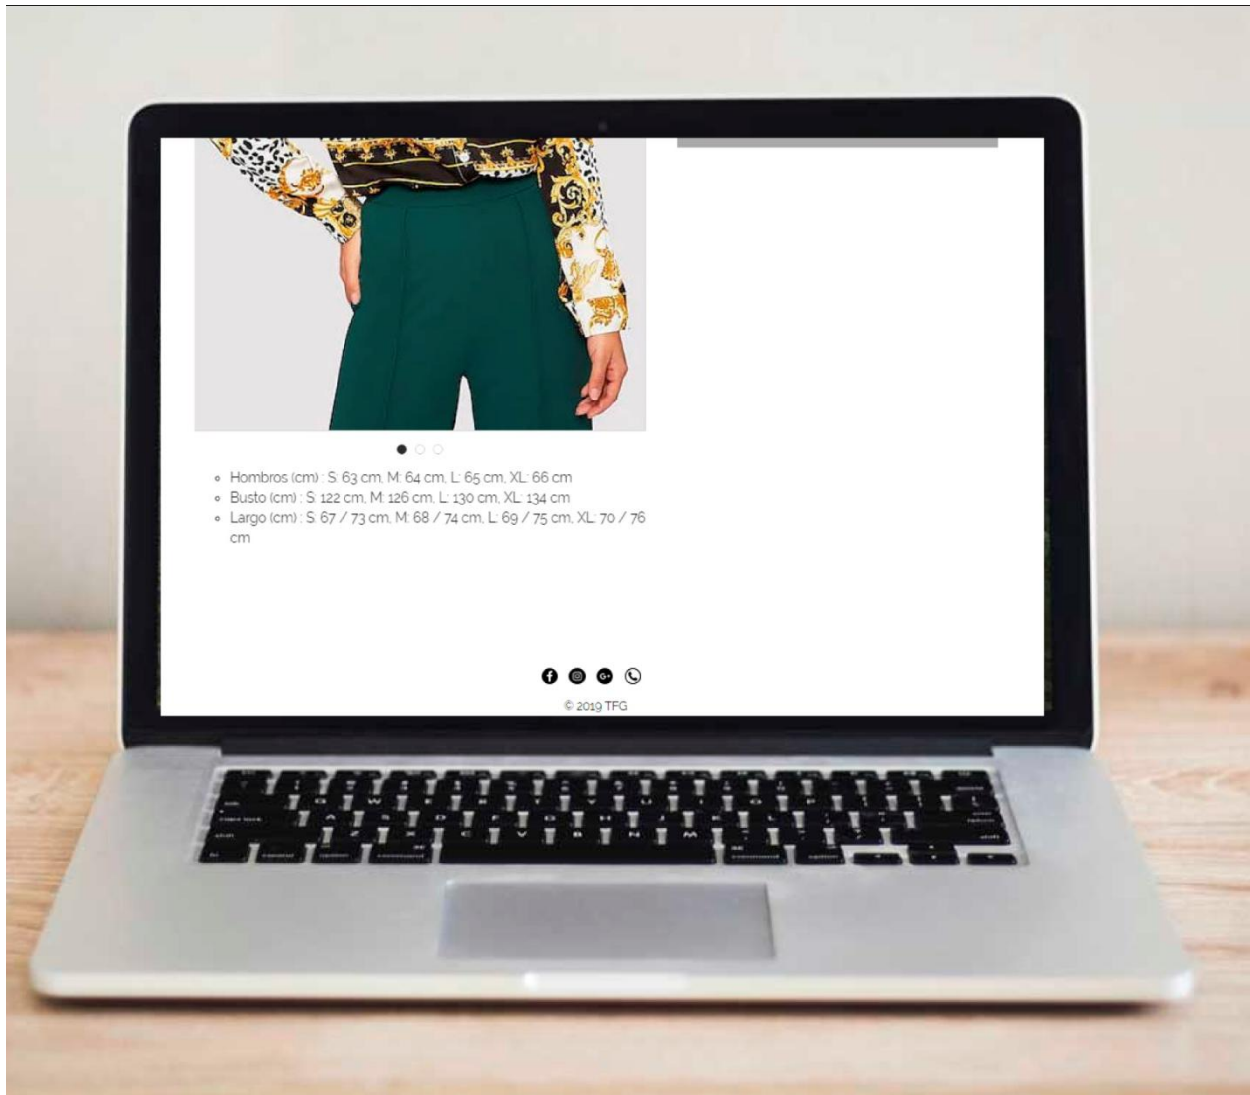 Hombros (cm) : S: 63 cm, M: 64 cm, L: 65 cm, XL: 66 cm
Busto (cm) : S: 122 cm, M: 126 cm, L: 130 cm, XL: 134 cm
Largo (cm) : S: 67 / 73 cm, M: 68 / 74 cm, L: 69 / 75 cm, XL: 70 / 76
cm
© 2019 TFG
Q W E R T Y U I O P
A S D F G H J K L
Z X C V B N M
command option